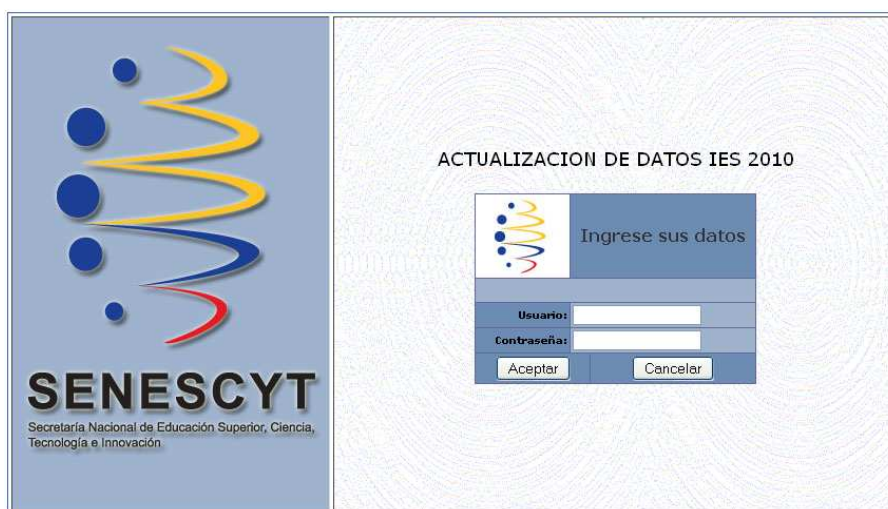 SENESCYT
Secretaría Nacional de Educación Superior, Ciencia,
Tecnología e Innovación
ACTUALIZACION DE DATOS IES 2010
Ingrese sus datos
Usuario:
Contraseña:
Aceptar Cancelar